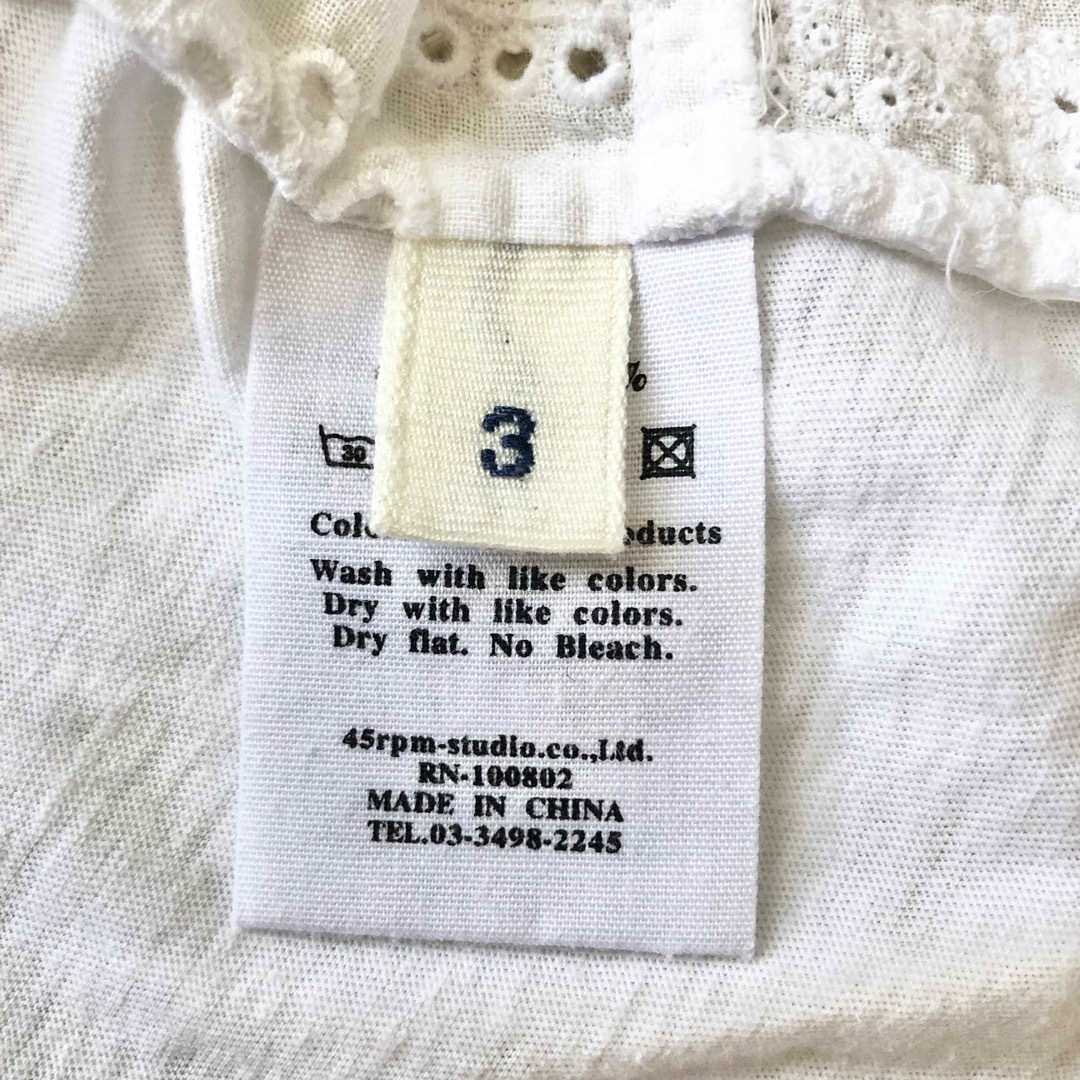 %
3
30
Wash with like colors.
Dry with like colors.
Dry flat. No Bleach.
45rpm-studio.co.,Ltd.
RN-100802
MADE IN CHINA
TEL.03-3498-2245